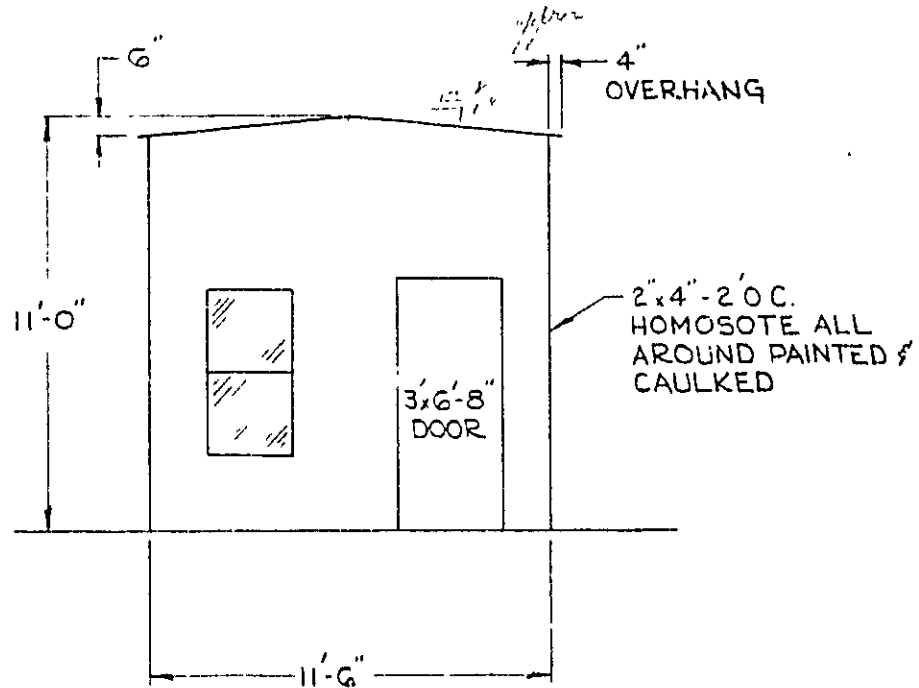 6"
4"
OVERHANG
11'-0"
2"x4"-2'O C.
HOMOSOTE ALL
AROUND PAINTED &
CAULKED
3'x6'-8"
DOOR
11'-6"